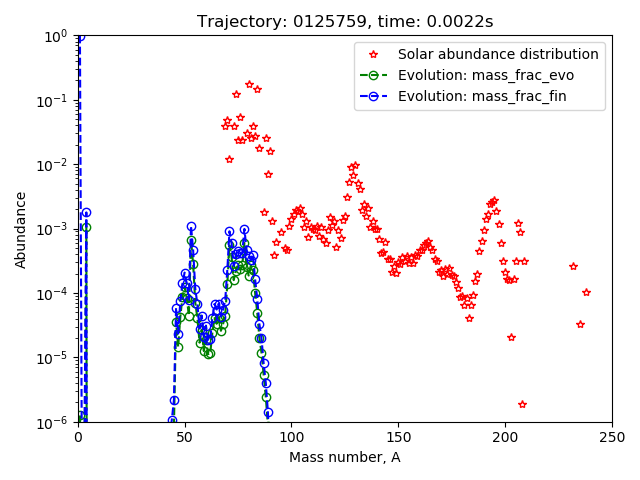 Trajectory: 0125759, time: 0.0022s
Abundance
10⁰
10⁻¹
10⁻²
10⁻³
10⁻⁴
10⁻⁵
10⁻⁶
Solar abundance distribution
Evolution: mass_frac_evo
Evolution: mass_frac_fin
0 50 100 150 200 250
Mass number, A